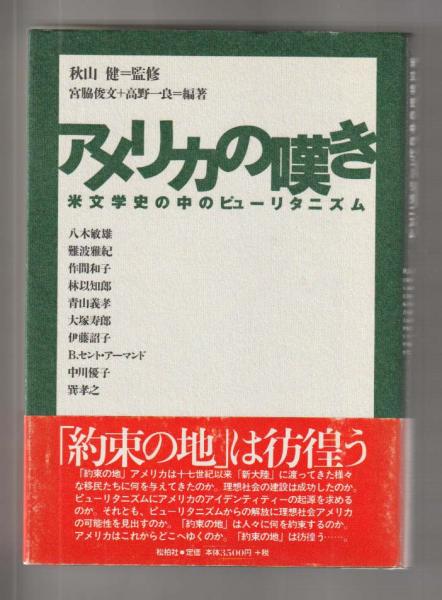 秋山 健=監修
宮脇俊文+高野一良=編著
アメリカの嘆き
米文学史の中のピューリタニズム
八木敏雄
難波雅紀
作間和子
林以知郎
青山義孝
大塚寿郎
伊藤詔子
B.セント・アーマンド
中川優子
巽孝之
「約束の地」は彷徨う
「約束の地」アメリカは十七世紀以来「新大陸」に渡ってきた様々
な移民たちに何を与えてきたのか。理想社会の建設は成功したのか。
ピューリタニズムにアメリカのアイデンティティーの起源を求める
のか。それとも、ピューリタニズムからの解放に理想社会アメリカ
の可能性を見出すのか。「約束の地」は人々に何を約束するのか。
アメリカはこれからどこへゆくのか。「約束の地」は彷徨う……。
松柏社●定価 本体3500円+税